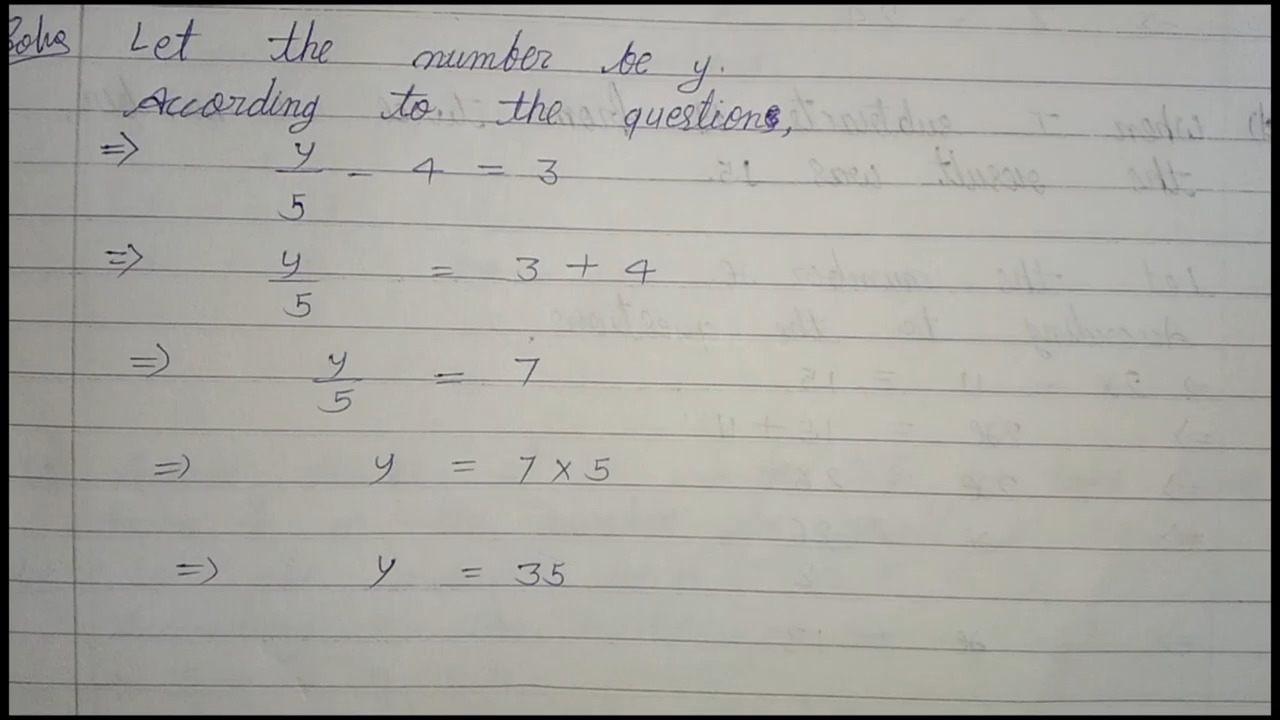 Solns Let the number be y.
According to the questions,
=> y/5 - 4 = 3
=> y/5 = 3 + 4
=> y/5 = 7
=> y = 7 × 5
=> y = 35